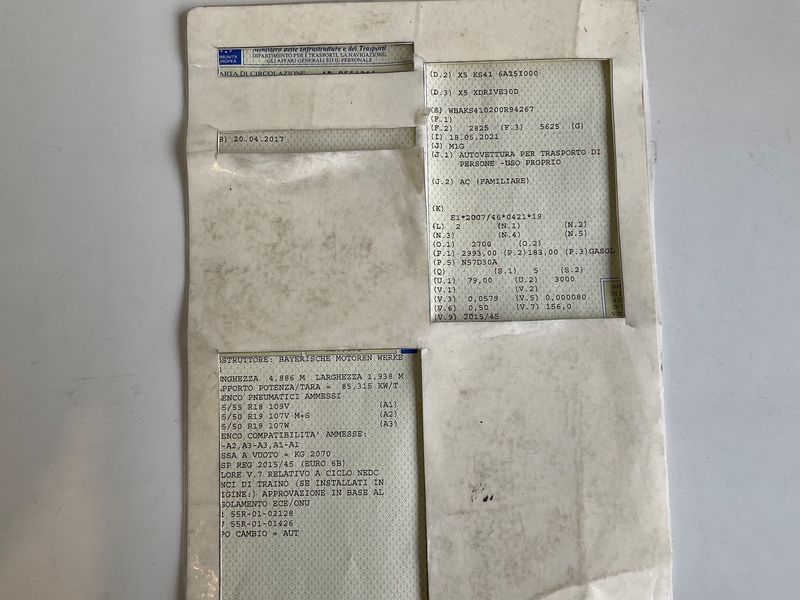 Ministero delle Infrastrutture e dei Trasporti
DIPARTIMENTO PER I TRASPORTI, LA NAVIGAZIONE,
GLI AFFARI GENERALI ED IL PERSONALE
MUNITÀ
ROPEA
ARTA DI CIRCOLAZIONE
B) 20.04.2017
(D.2) X5 KS41 6A15I000
(D.3) X5 XDRIVE30D
(E) WBAKS410200R94267
(F.1)
(F.2) 2825 (F.3) 5625 (G)
(I) 18.05.2021
(J) M1G
(J.1) AUTOVETTURA PER TRASPORTO DI
PERSONE -USO PROPRIO
(J.2) AC (FAMILIARE)
(K)
E1*2007/46*0421*19
(L) 2 (N.1) (N.2)
(N.3) (N.4) (N.5)
(O.1) 2700 (O.2)
(P.1) 2993,00 (P.2)183,00 (P.3)GASOL
(P.5) N57D30A
(Q) (S.1) 5 (S.2)
(U.1) 79,00 (U.2) 3000
(V.1) (V.2)
(V.3) 0,0579 (V.5) 0,000080
(V.6) 0,50 (V.7) 156,0
(V.9) 2015/45
STRUTTORE: BAYERISCHE MOTOREN WERKE
NGHEZZA 4,886 M LARGHEZZA 1,938 M
PPORTO POTENZA/TARA = 85,315 KW/T
ENCO PNEUMATICI AMMESSI
5/55 R18 109V (A1)
5/50 R19 107V M+S (A2)
5/50 R19 107W (A3)
ENCO COMPATIBILITA' AMMESSE:
-A2,A3-A3,A1-A1
SSA A VUOTO = KG 2070
SP REG 2015/45 (EURO 6B)
LORE V.7 RELATIVO A CICLO NEDC
NCI DI TRAINO (SE INSTALLATI IN
IGINE:) APPROVAZIONE IN BASE AL
GOLAMENTO ECE/ONU
: 55R-01-02128
7 55R-01-01426
PO CAMBIO = AUT